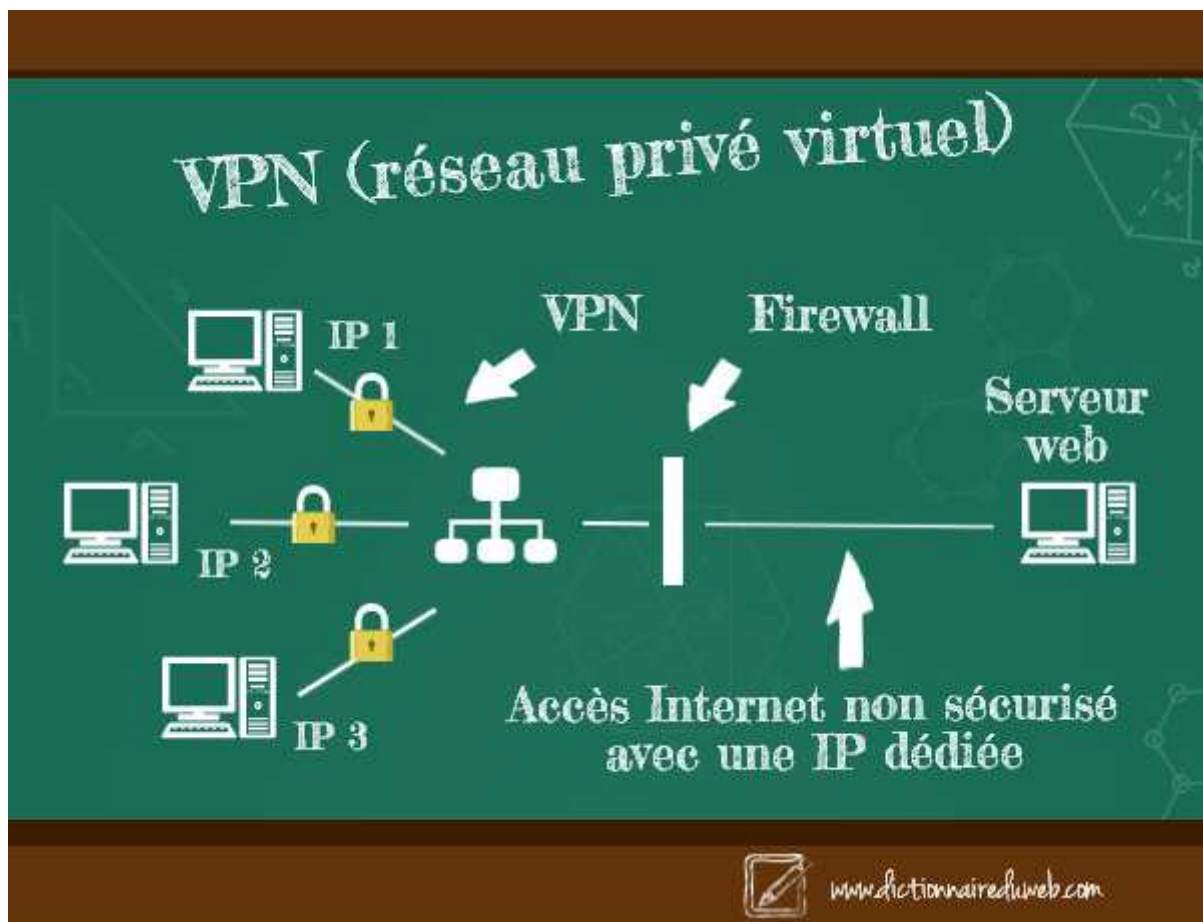 VPN (réseau privé virtuel)
VPN
Firewall
IP 1
Serveur
web
IP 2
IP 3
Accès Internet non sécurisé
avec une IP dédiée
www.dictionnaireduweb.com